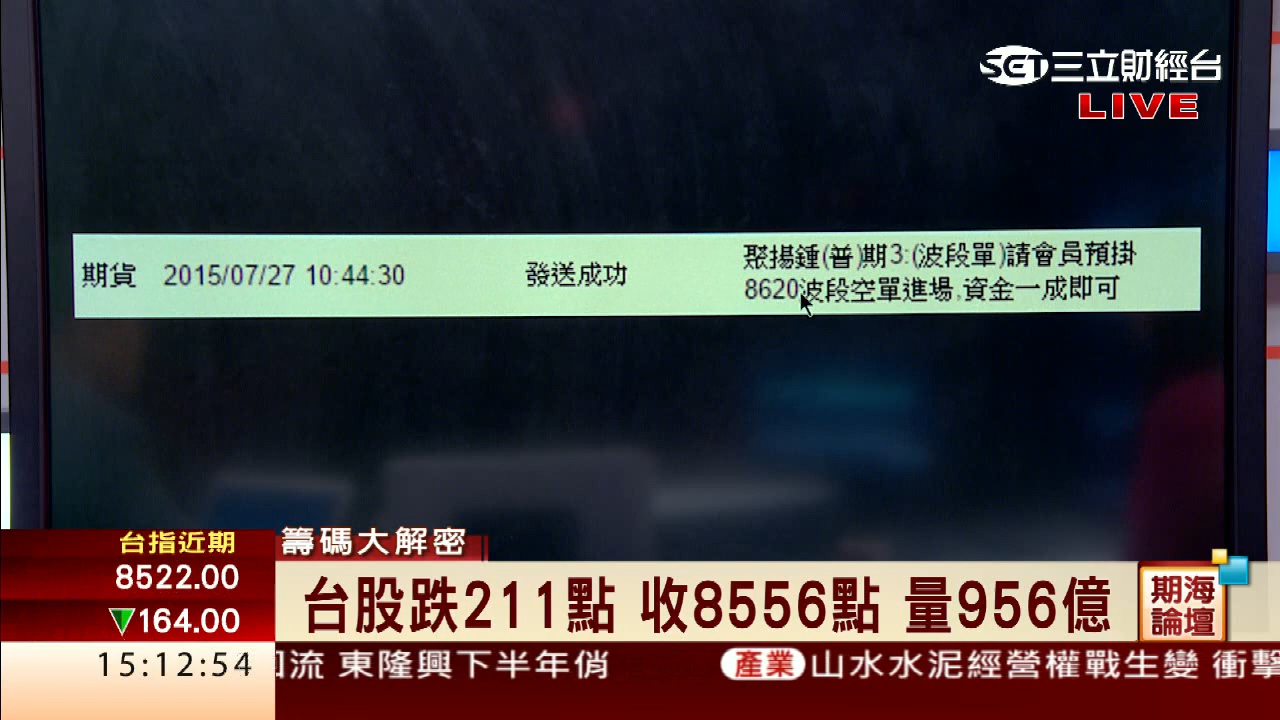 SET三立財經台
LIVE
期貨 2015/07/27 10:44:30 發送成功 聚揚鍾(普)期3:(波段單)請會員預掛
8620波段空單進場,資金一成即可
台指近期
8522.00
▼164.00
15:12:54
籌碼大解密
台股跌211點 收8556點 量956億
期海
論壇
流 東隆興下半年俏 產業 山水水泥經營權戰生變 衝擊